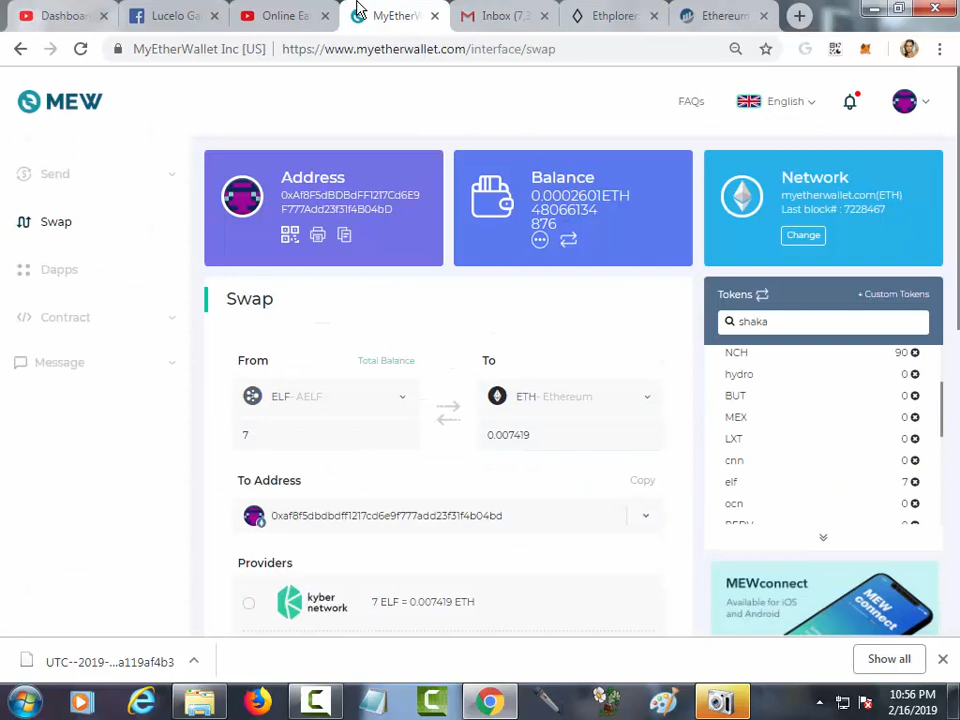 Dashboard
Lucelo Ga
Online Ea
MyEtherW
Inbox (7,3
Ethplorer
Ethereum
MyEtherWallet Inc [US]
https://www.myetherwallet.com/interface/swap
MEW
FAQs
English
Send
Swap
Dapps
Contract
Message
Address
0xAf8F5dBDBdFF1217Cd6E9
F777Add23f31f4B04bD
Balance
0.0002601ETH
48066134
876
Network
myetherwallet.com(ETH)
Last block# : 7228467
Change
Swap
From
Total Balance
To
ELF- AELF
ETH- Ethereum
7
0.007419
To Address
Copy
0xaf8f5dbdbdff1217cd6e9f777add23f31f4b04bd
Providers
kyber
network
7 ELF = 0.007419 ETH
Tokens
+ Custom Tokens
shaka
NCH 90
hydro 0
BUT 0
MEX 0
LXT 0
cnn 0
elf 7
ocn 0
MEWconnect
Available for iOS
and Android
MEW
connect
UTC--2019-...a119af4b3
Show all
10:56 PM
2/16/2019